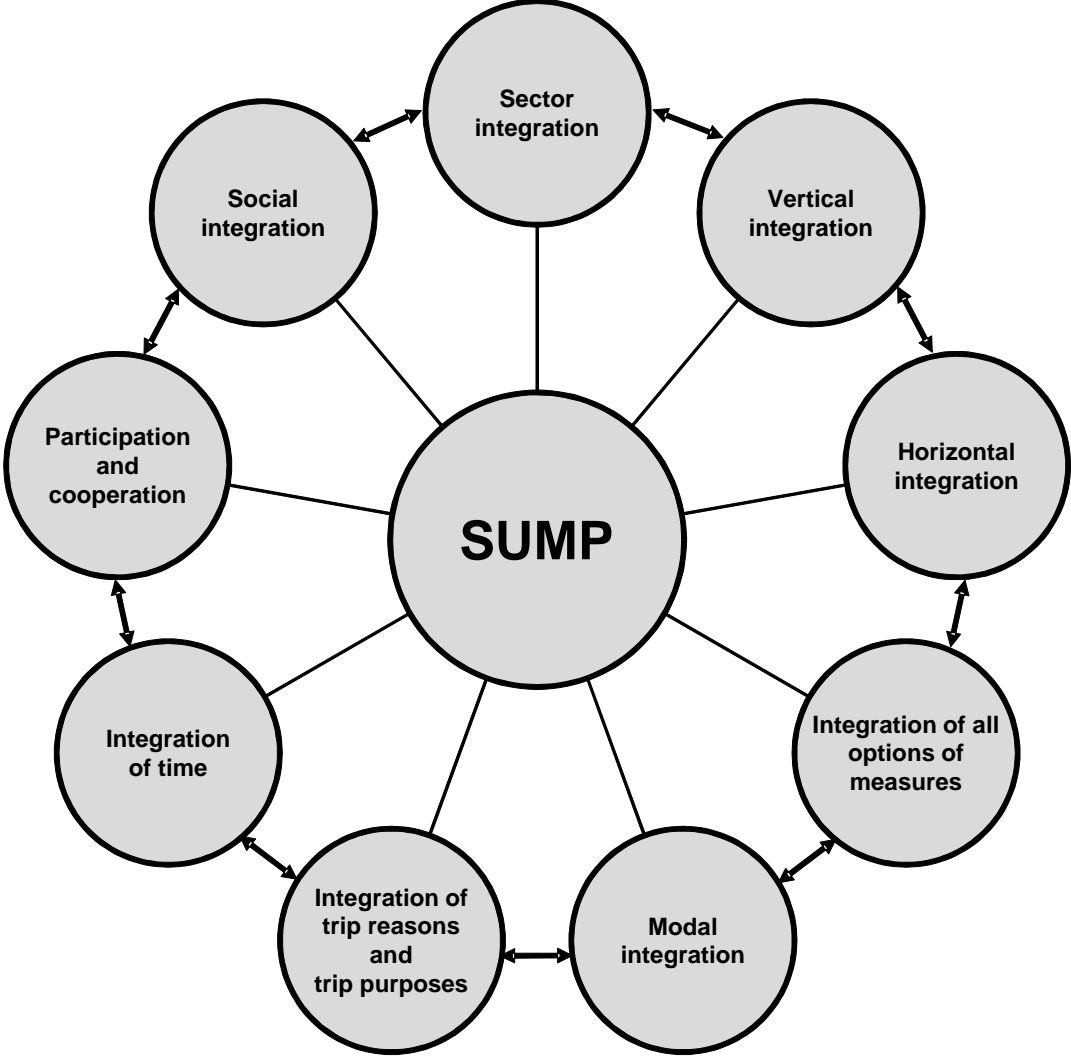 Sector
integration
Social
integration
Vertical
integration
Participation
and
cooperation
Horizontal
integration
SUMP
Integration
of time
Integration of all
options of
measures
Integration of
trip reasons
and
trip purposes
Modal
integration